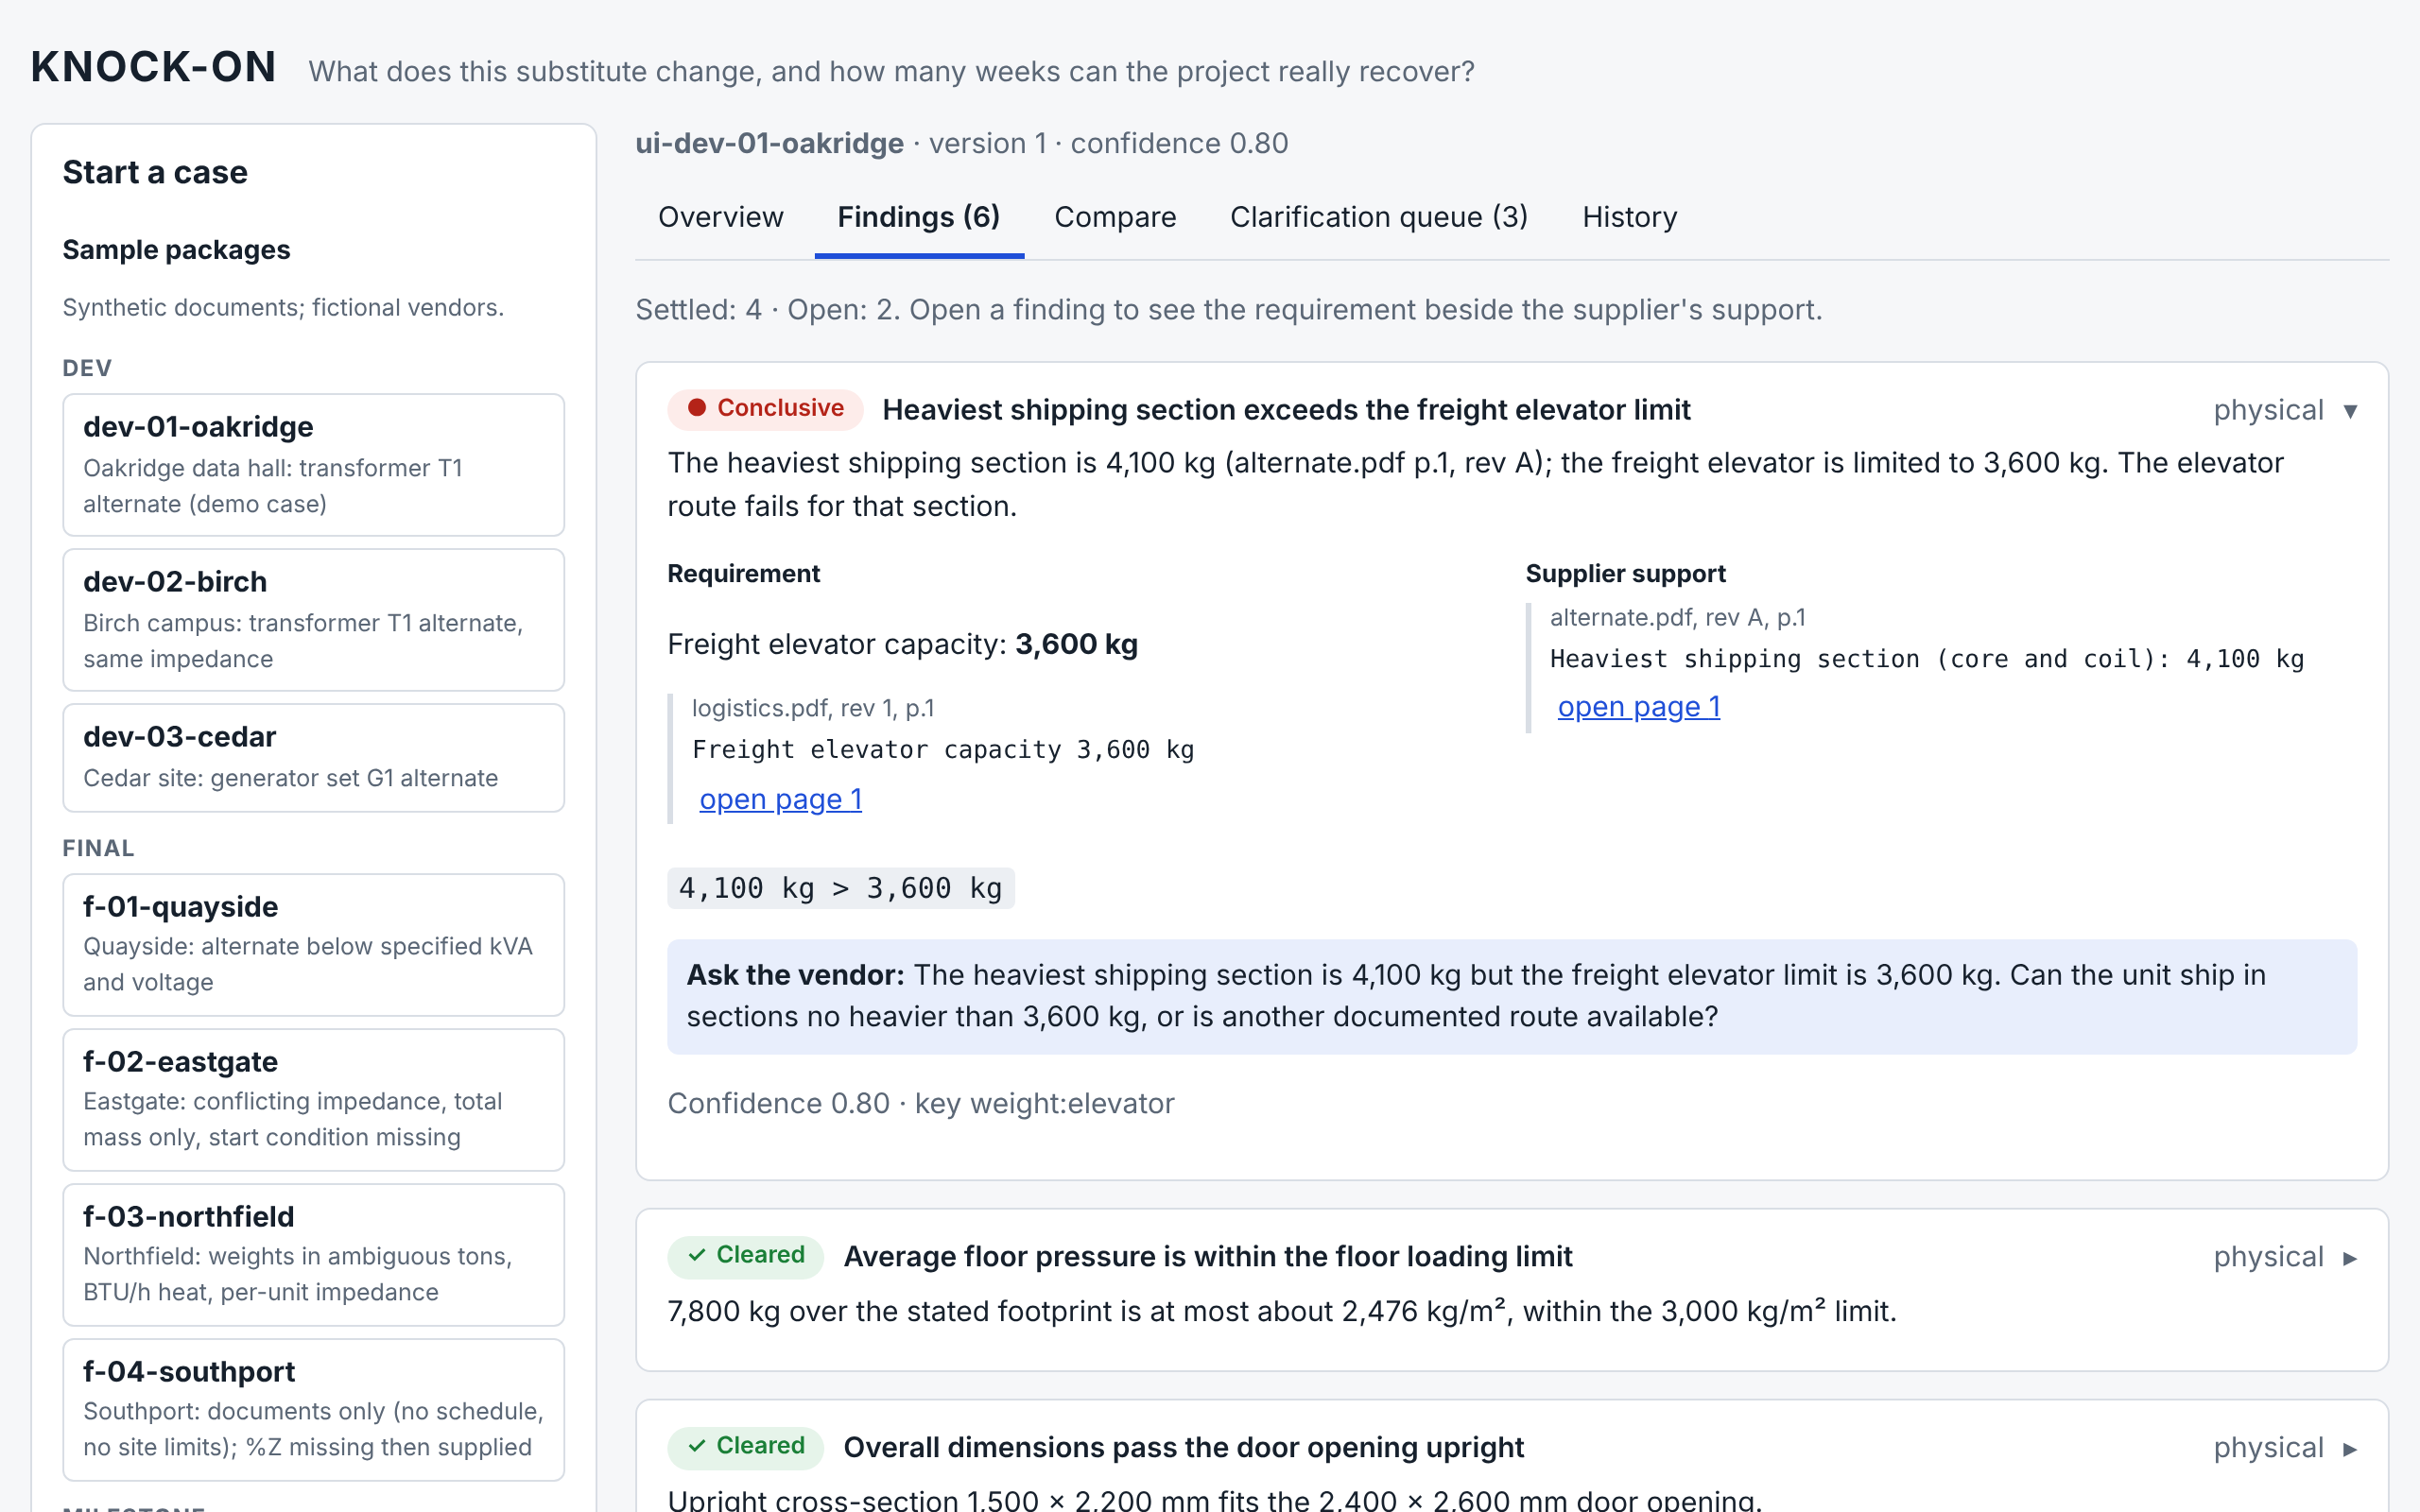 KNOCK-ON What does this substitute change, and how many weeks can the project really recover?
Start a case
Sample packages
Synthetic documents; fictional vendors.
DEV
dev-01-oakridge
Oakridge data hall: transformer T1
alternate (demo case)
dev-02-birch
Birch campus: transformer T1 alternate,
same impedance
dev-03-cedar
Cedar site: generator set G1 alternate
FINAL
f-01-quayside
Quayside: alternate below specified kVA
and voltage
f-02-eastgate
Eastgate: conflicting impedance, total
mass only, start condition missing
f-03-northfield
Northfield: weights in ambiguous tons,
BTU/h heat, per-unit impedance
f-04-southport
Southport: documents only (no schedule,
no site limits); %Z missing then supplied
MILESTONE
ui-dev-01-oakridge · version 1 · confidence 0.80
Overview Findings (6) Compare Clarification queue (3) History
Settled: 4 · Open: 2. Open a finding to see the requirement beside the supplier's support.
● Conclusive Heaviest shipping section exceeds the freight elevator limit physical ▼
The heaviest shipping section is 4,100 kg (alternate.pdf p.1, rev A); the freight elevator is limited to 3,600 kg. The elevator
route fails for that section.
Requirement
Freight elevator capacity: 3,600 kg
logistics.pdf, rev 1, p.1
Freight elevator capacity 3,600 kg
open page 1
Supplier support
alternate.pdf, rev A, p.1
Heaviest shipping section (core and coil): 4,100 kg
open page 1
4,100 kg > 3,600 kg
Ask the vendor: The heaviest shipping section is 4,100 kg but the freight elevator limit is 3,600 kg. Can the unit ship in
sections no heavier than 3,600 kg, or is another documented route available?
Confidence 0.80 · key weight:elevator
✓ Cleared Average floor pressure is within the floor loading limit physical ▸
7,800 kg over the stated footprint is at most about 2,476 kg/m², within the 3,000 kg/m² limit.
✓ Cleared Overall dimensions pass the door opening upright physical ▸
Upright cross-section 1,500 × 2,200 mm fits the 2,400 × 2,600 mm door opening.